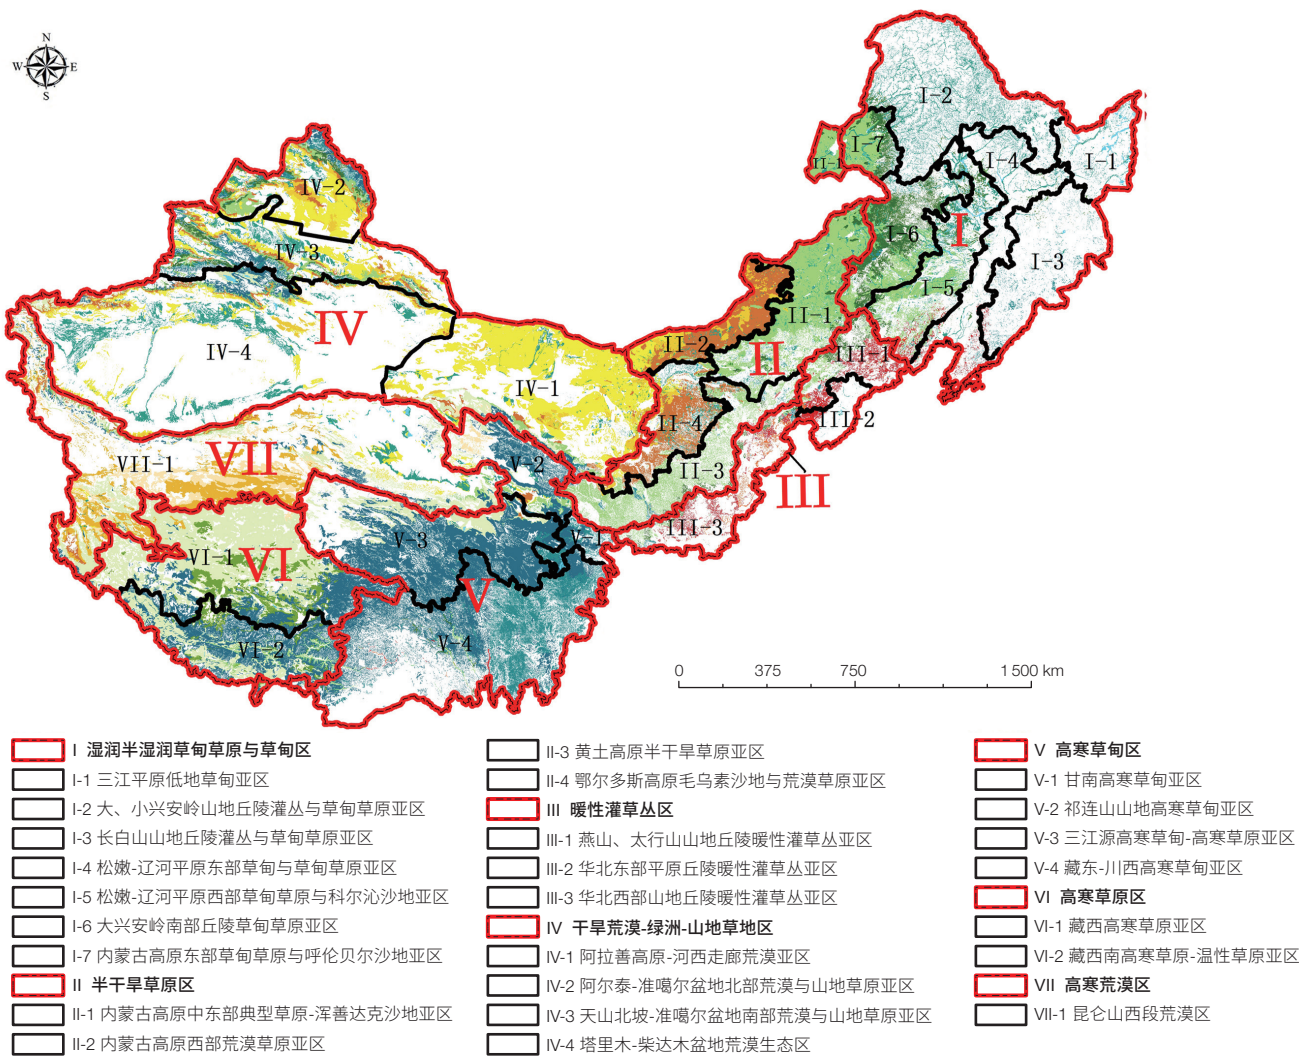 N
W E
S
I-2
I-7
II-1
I-4
I-1
IV-2
I-6
I
I-3
IV-3
I-5
II-1
IV
IV-4
II-2
II
III-1
IV-1
II-4
III-2
VII-1
VII
V-2
II-3
III
III-3
V-3
V-1
VI-1
VI
V
VI-2
V-4
0 375 750 1 500 km
I 湿润半湿润草甸草原与草甸区
I-1 三江平原低地草甸亚区
I-2 大、小兴安岭山地丘陵灌丛与草甸草原亚区
I-3 长白山山地丘陵灌丛与草甸草原亚区
I-4 松嫩-辽河平原东部草甸与草甸草原亚区
I-5 松嫩-辽河平原西部草甸草原与科尔沁沙地亚区
I-6 大兴安岭南部丘陵草甸草原亚区
I-7 内蒙古高原东部草甸草原与呼伦贝尔沙地亚区
II 半干旱草原区
II-1 内蒙古高原中东部典型草原-浑善达克沙地亚区
II-2 内蒙古高原西部荒漠草原亚区
II-3 黄土高原半干旱草原亚区
II-4 鄂尔多斯高原毛乌素沙地与荒漠草原亚区
III 暖性灌草丛区
III-1 燕山、太行山山地丘陵暖性灌草丛亚区
III-2 华北东部平原丘陵暖性灌草丛亚区
III-3 华北西部山地丘陵暖性灌草丛亚区
IV 干旱荒漠-绿洲-山地草地区
IV-1 阿拉善高原-河西走廊荒漠亚区
IV-2 阿尔泰-准噶尔盆地北部荒漠与山地草原亚区
IV-3 天山北坡-准噶尔盆地南部荒漠与山地草原亚区
IV-4 塔里木-柴达木盆地荒漠生态区
V 高寒草甸区
V-1 甘南高寒草甸亚区
V-2 祁连山山地高寒草甸亚区
V-3 三江源高寒草甸-高寒草原亚区
V-4 藏东-川西高寒草甸亚区
VI 高寒草原区
VI-1 藏西高寒草原亚区
VI-2 藏西南高寒草原-温性草原亚区
VII 高寒荒漠区
VII-1 昆仑山西段荒漠区